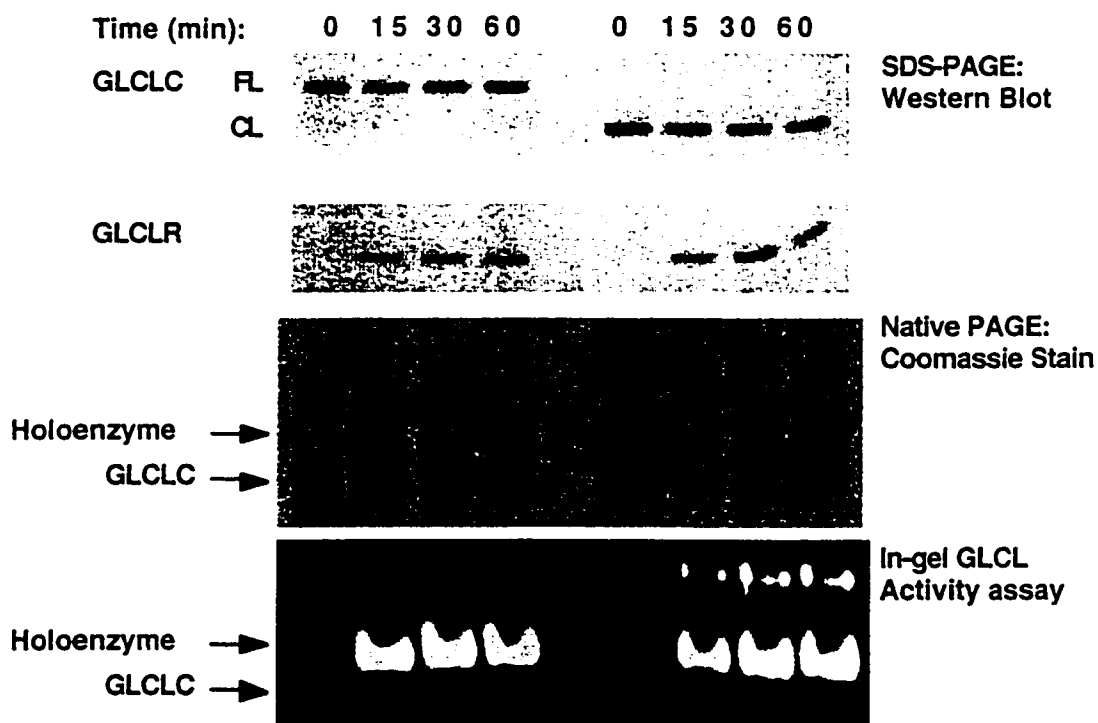 Time (min): 0 15 30 60 0 15 30 60
GLCLC FL
CL
SDS-PAGE:
Western Blot
GLCLR
Native PAGE:
Coomassie Stain
Holoenzyme
GLCLC
In-gel GLCL
Activity assay
Holoenzyme
GLCLC